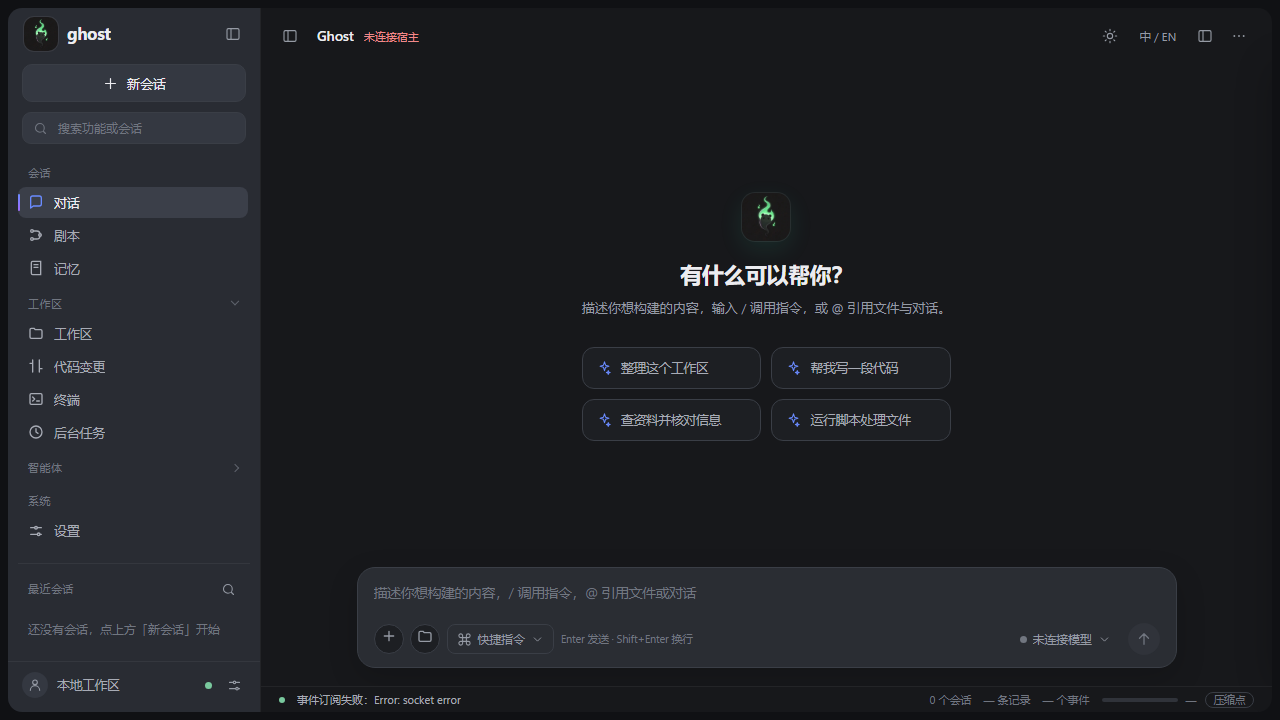 ghost
新会话
搜索功能或会话
会话
对话
剧本
记忆
工作区
工作区
代码变更
终端
后台任务
智能体
系统
设置
最近会话
还没有会话，点上方「新会话」开始
本地工作区
Ghost 未连接宿主
中 / EN
有什么可以帮你?
描述你想构建的内容，输入 / 调用指令，或 @ 引用文件与对话。
整理这个工作区
帮我写一段代码
查资料并核对信息
运行脚本处理文件
描述你想构建的内容，/ 调用指令，@ 引用文件或对话
快捷指令
Enter 发送 · Shift+Enter 换行
未连接模型
事件订阅失败：Error: socket error
0 个会话 — 条记录 — 个事件 — 压缩点